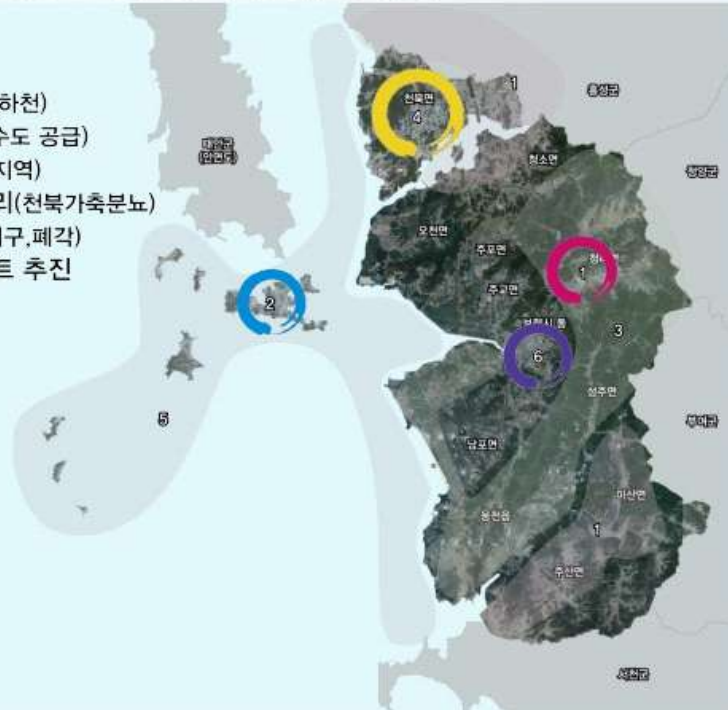 하천)
수도 공급)
지역)
리(천북가축분뇨)
구,폐각)
트 추진
태안군
(안면도)
천북면
4
1
홍성군
청소면
청양군
오천면
주포면
1
주교면
2
3
6
성주면
5
부여군
남포면
미산면
웅천읍
1
주산면
서천군